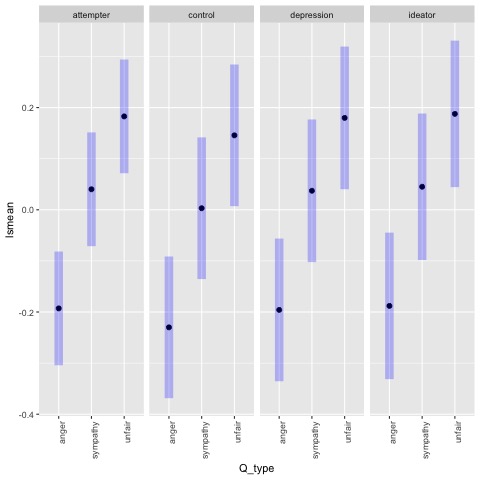 attempter control depression ideator
lsmean
0.2
0.0
-0.2
-0.4
anger sympathy unfair anger sympathy unfair anger sympathy unfair anger sympathy unfair
Q_type